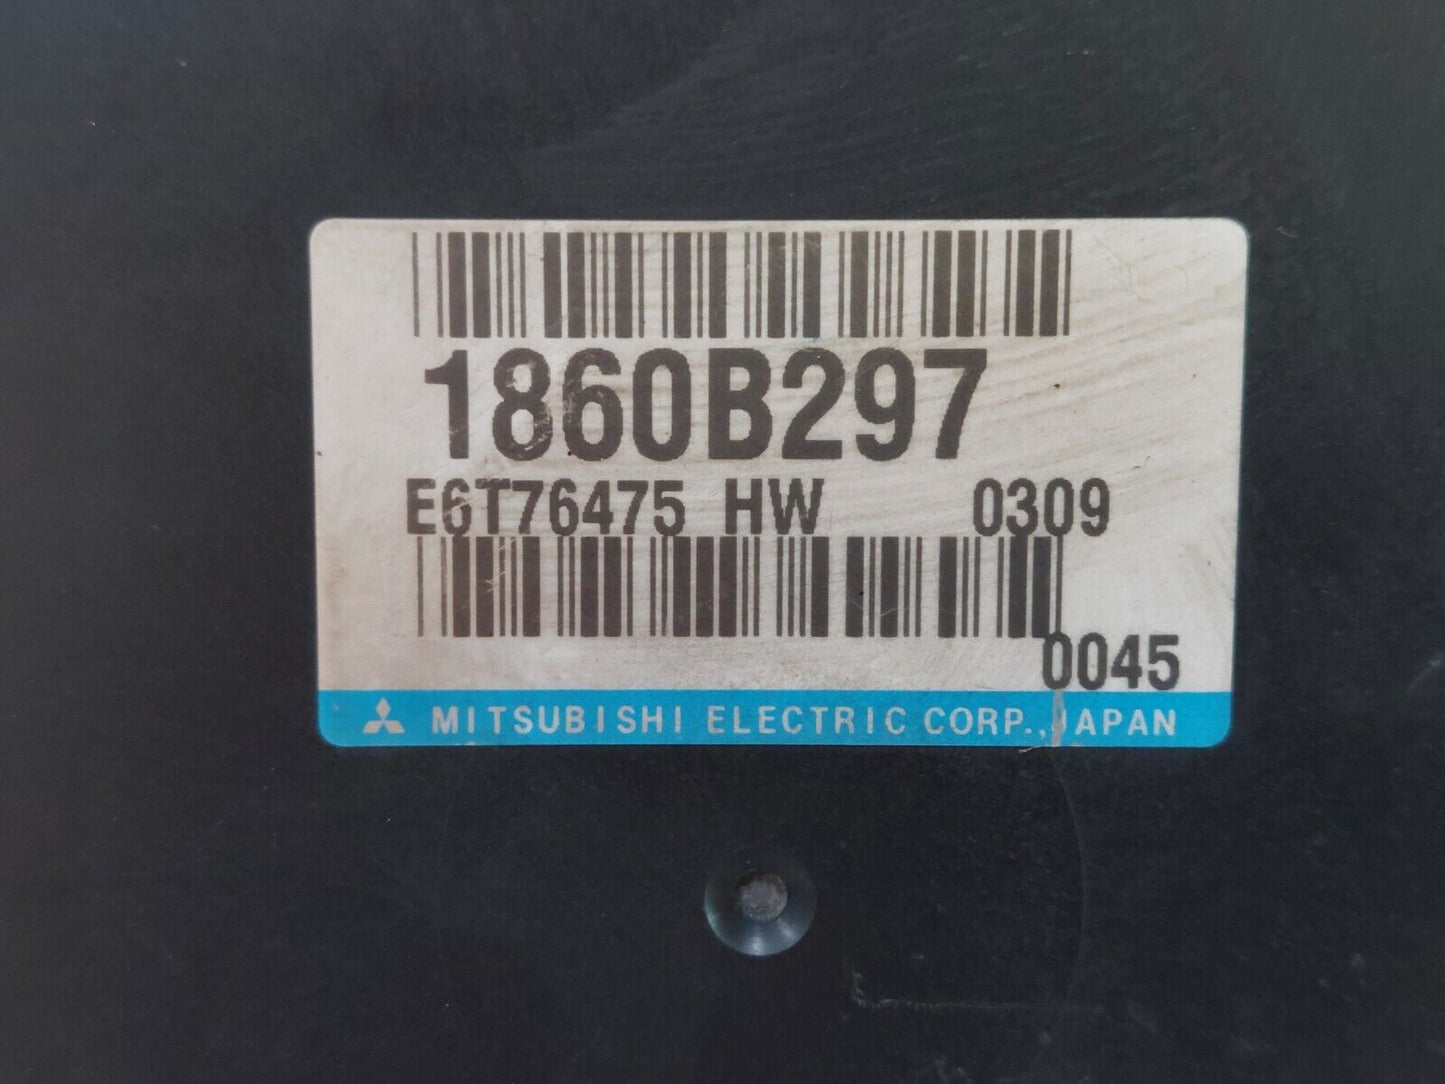 1860B297
E6T76475 HW 0309
0045
MITSUBISHI ELECTRIC CORP., JAPAN